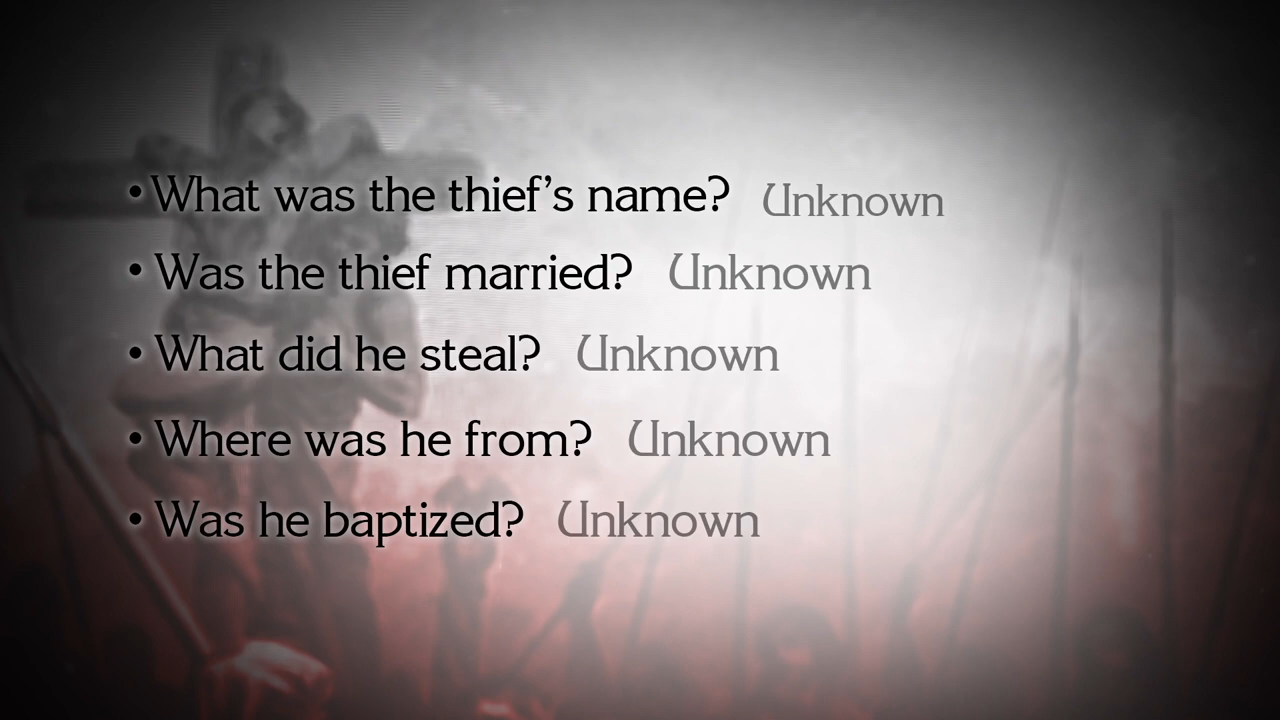 • What was the thief's name? Unknown
• Was the thief married? Unknown
• What did he steal? Unknown
• Where was he from? Unknown
• Was he baptized? Unknown